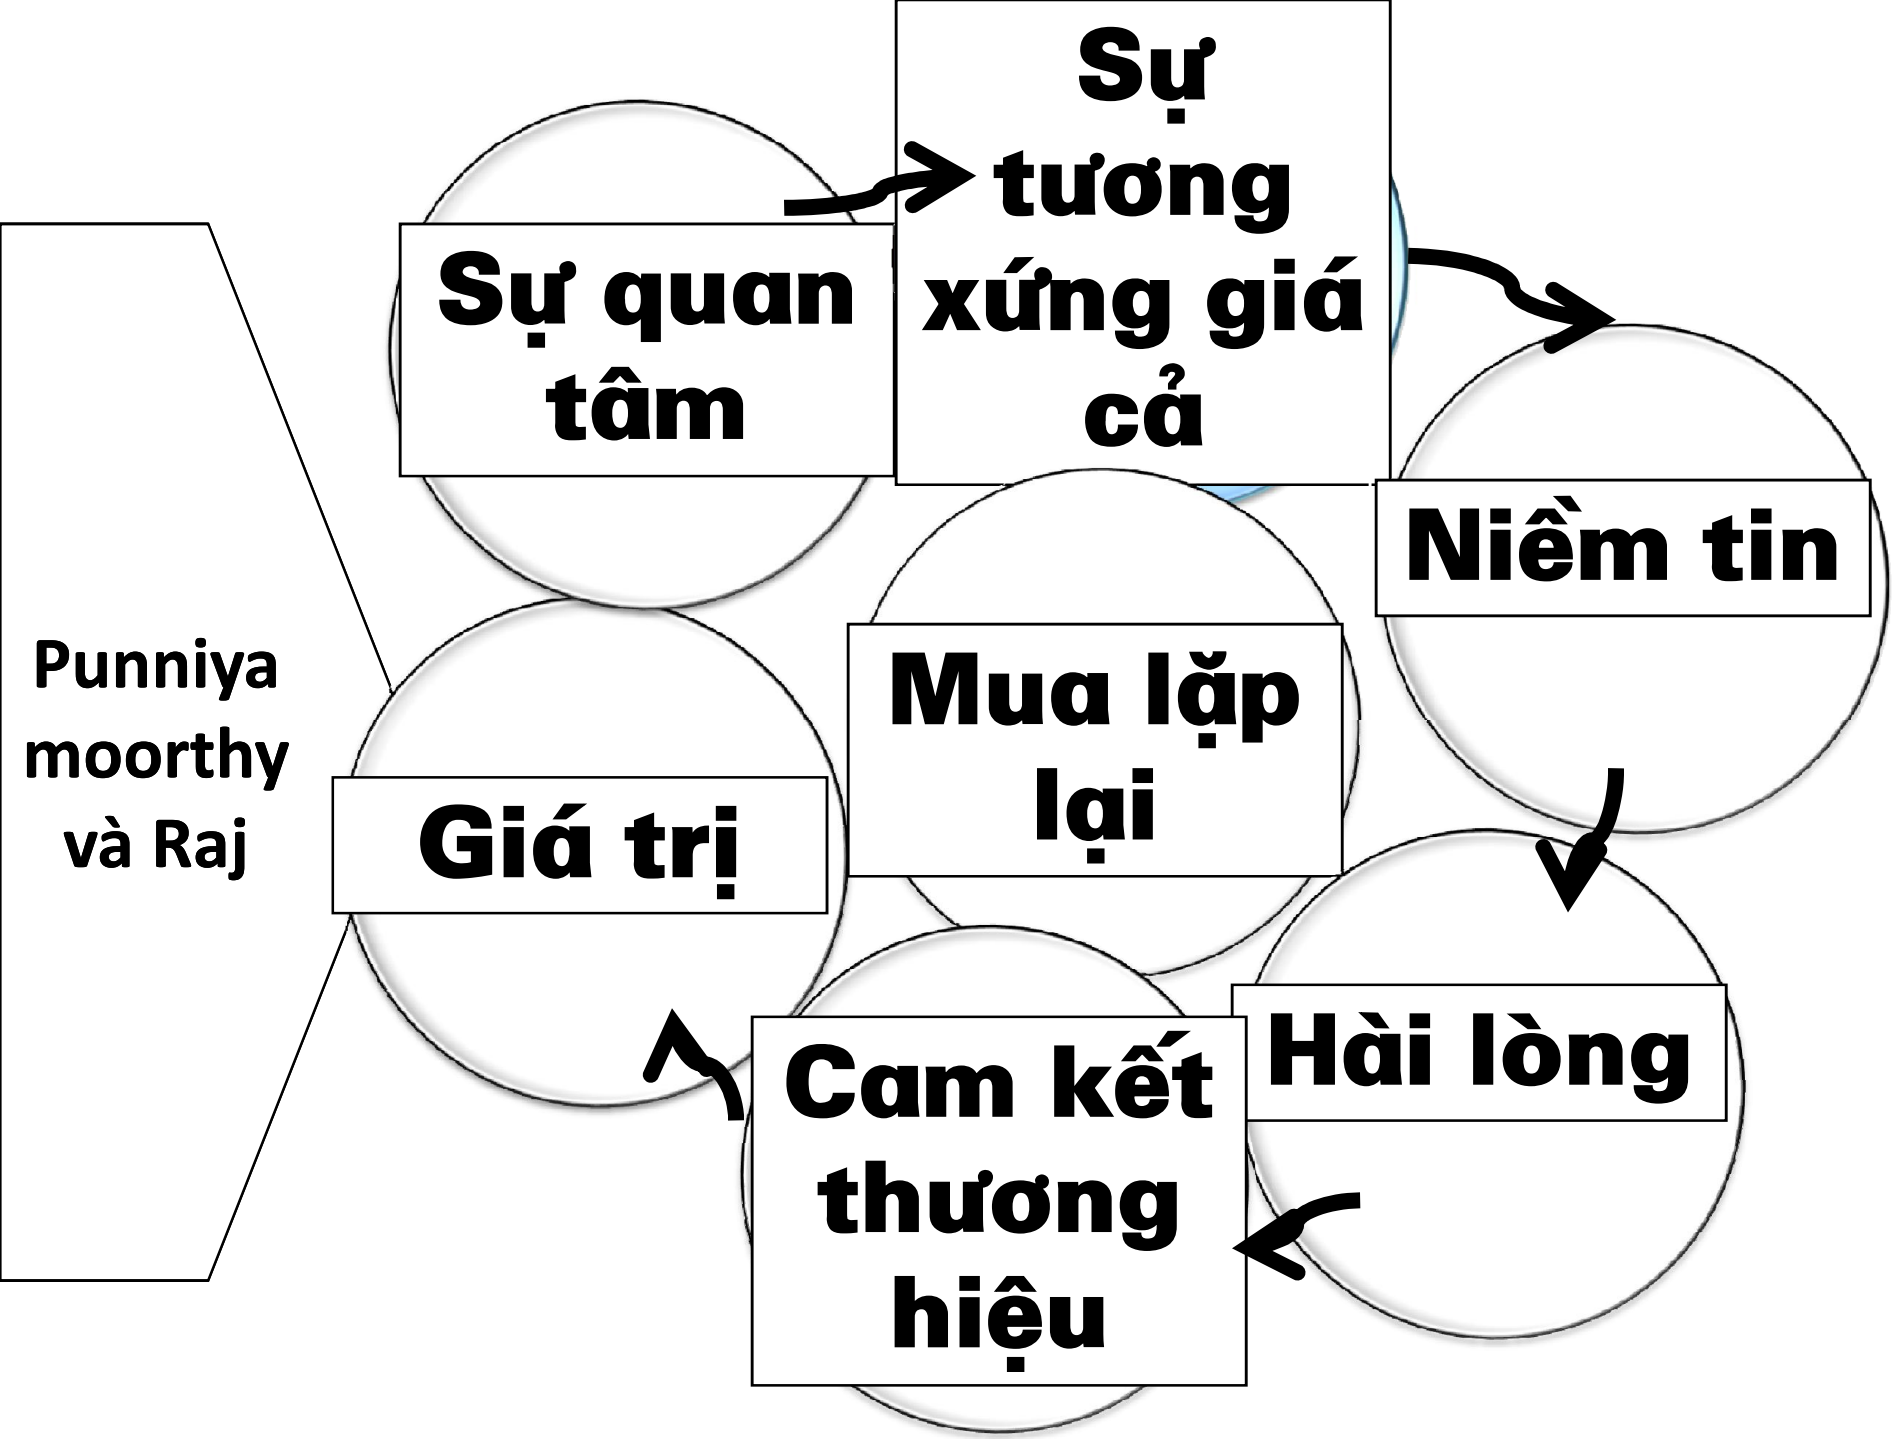 Punniya
moorthy
và Raj
Sự quan
tâm
Sự
tương
xứng giá
cả
Niềm tin
Hài lòng
Cam kết
thương
hiệu
Giá trị
Mua lặp
lại